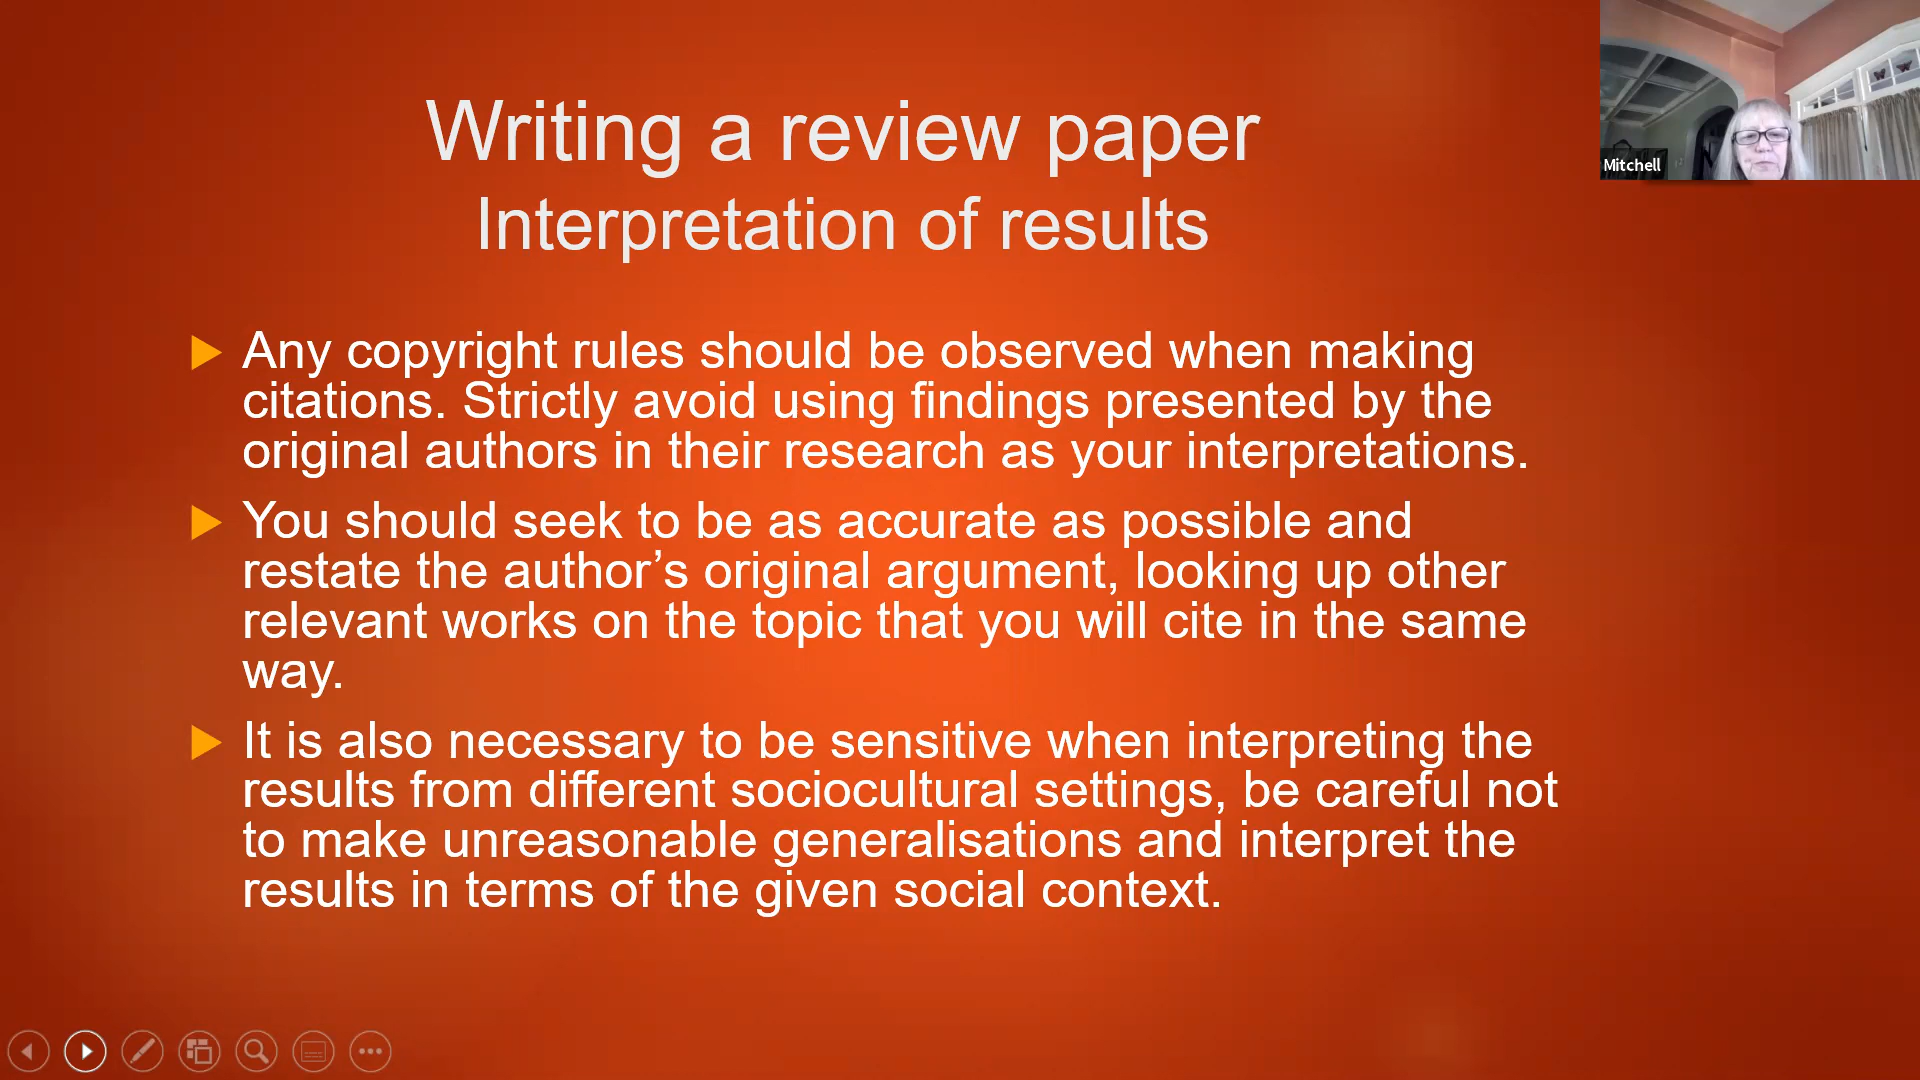 Writing a review paper
Interpretation of results
Any copyright rules should be observed when making
citations. Strictly avoid using findings presented by the
original authors in their research as your interpretations.
You should seek to be as accurate as possible and
restate the author’s original argument, looking up other
relevant works on the topic that you will cite in the same
way.
It is also necessary to be sensitive when interpreting the
results from different sociocultural settings, be careful not
to make unreasonable generalisations and interpret the
results in terms of the given social context.
Mitchell